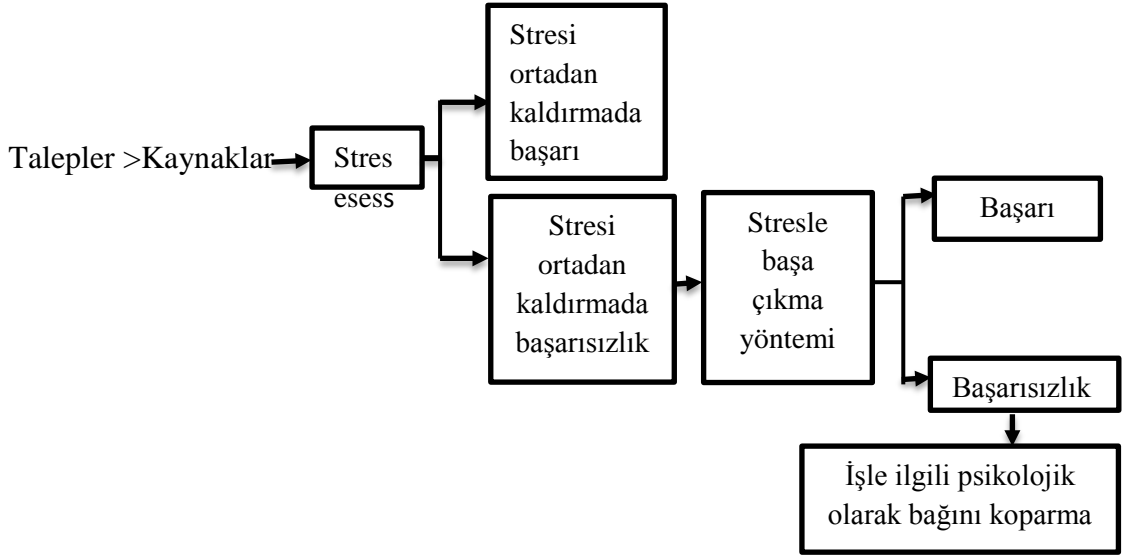 Talepler >Kaynaklar
Stres
esess
Stresi
ortadan
kaldırmada
başarı
Stresi
ortadan
kaldırmada
başarısızlık
Stresle
başa
çıkma
yöntemi
Başarı
Başarısızlık
İşle ilgili psikolojik
olarak bağını koparma